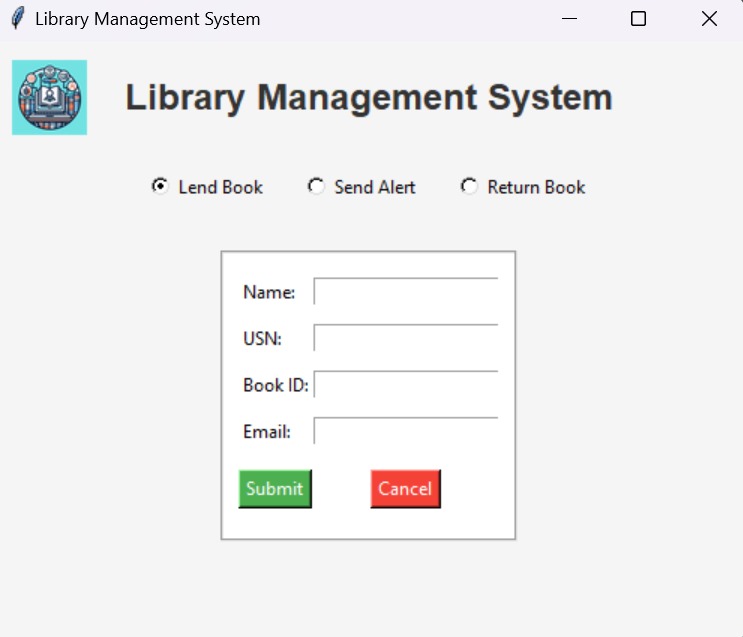 Library Management System
Library Management System
Lend Book Send Alert Return Book
Name:
USN:
Book ID:
Email:
Submit Cancel